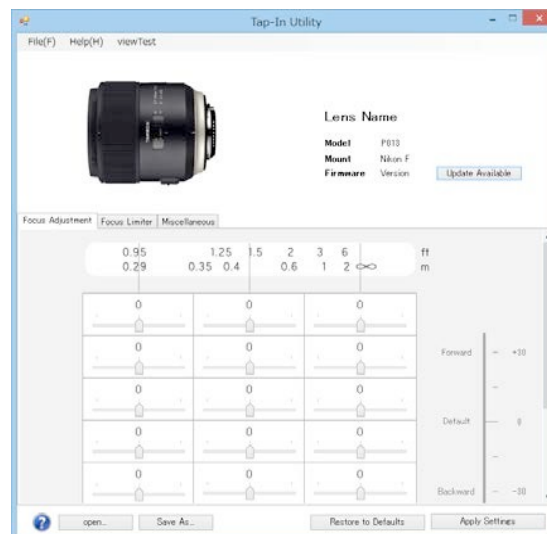 Tap-In Utility
File(F) Help(H) viewTest
TAMRON
Lens Name
Model F013
Mount Nikon F
Firmware Version Update Available
Focus Adjustment Focus Limiter Miscellaneous
0.95 1.25 1.5 2 3 6 ft
0.29 0.35 0.4 0.6 1 2 ∞ m
0 0 0
0 0 0
Forward +30
0 0 0
Default 0
0 0 0
0 0 0
Backward -30
? open... Save As... Restore to Defaults Apply Settings